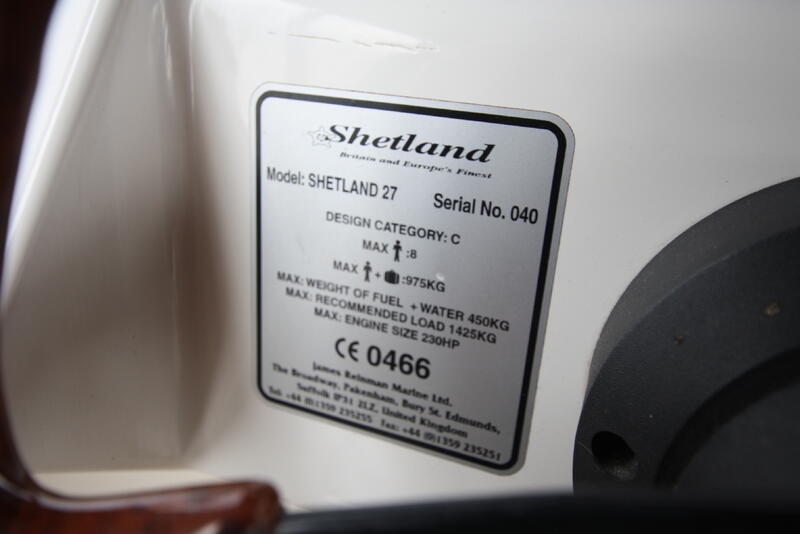 Shetland
Britain and Europe's Finest
Model: SHETLAND 27 Serial No. 040
DESIGN CATEGORY: C
MAX :8
MAX + :975KG
MAX: WEIGHT OF FUEL + WATER 450KG
MAX: RECOMMENDED LOAD 1425KG
MAX: ENGINE SIZE 230HP
CE 0466
James Reinman Marine Ltd.
The Broadway, Pakenham, Bury St. Edmunds,
Suffolk IP31 2LZ, United Kingdom
Tel: +44 (0)1359 235255 Fax: +44 (0)1359 235251